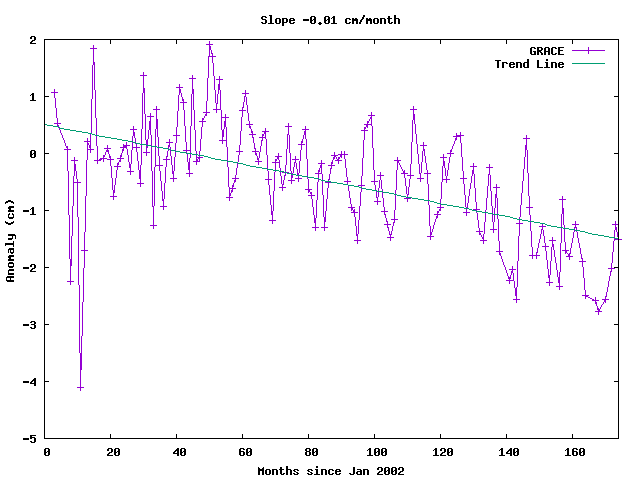 Slope -0.01 cm/month
GRACE
Trend Line
2
1
0
-1
-2
-3
-4
-5
Anomaly (cm)
0 20 40 60 80 100 120 140 160
Months since Jan 2002